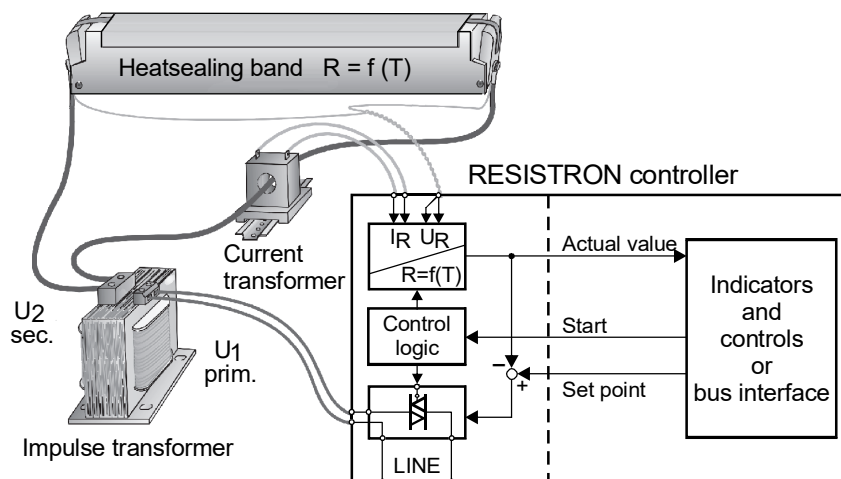 Heatsealing band R = f (T)
RESISTRON controller
IR UR
R=f(T)
Actual value
Current
transformer
Indicators
and
controls
or
bus interface
Control
logic
Start
U2
sec.
U1
prim.
− +
Set point
Impulse transformer
LINE